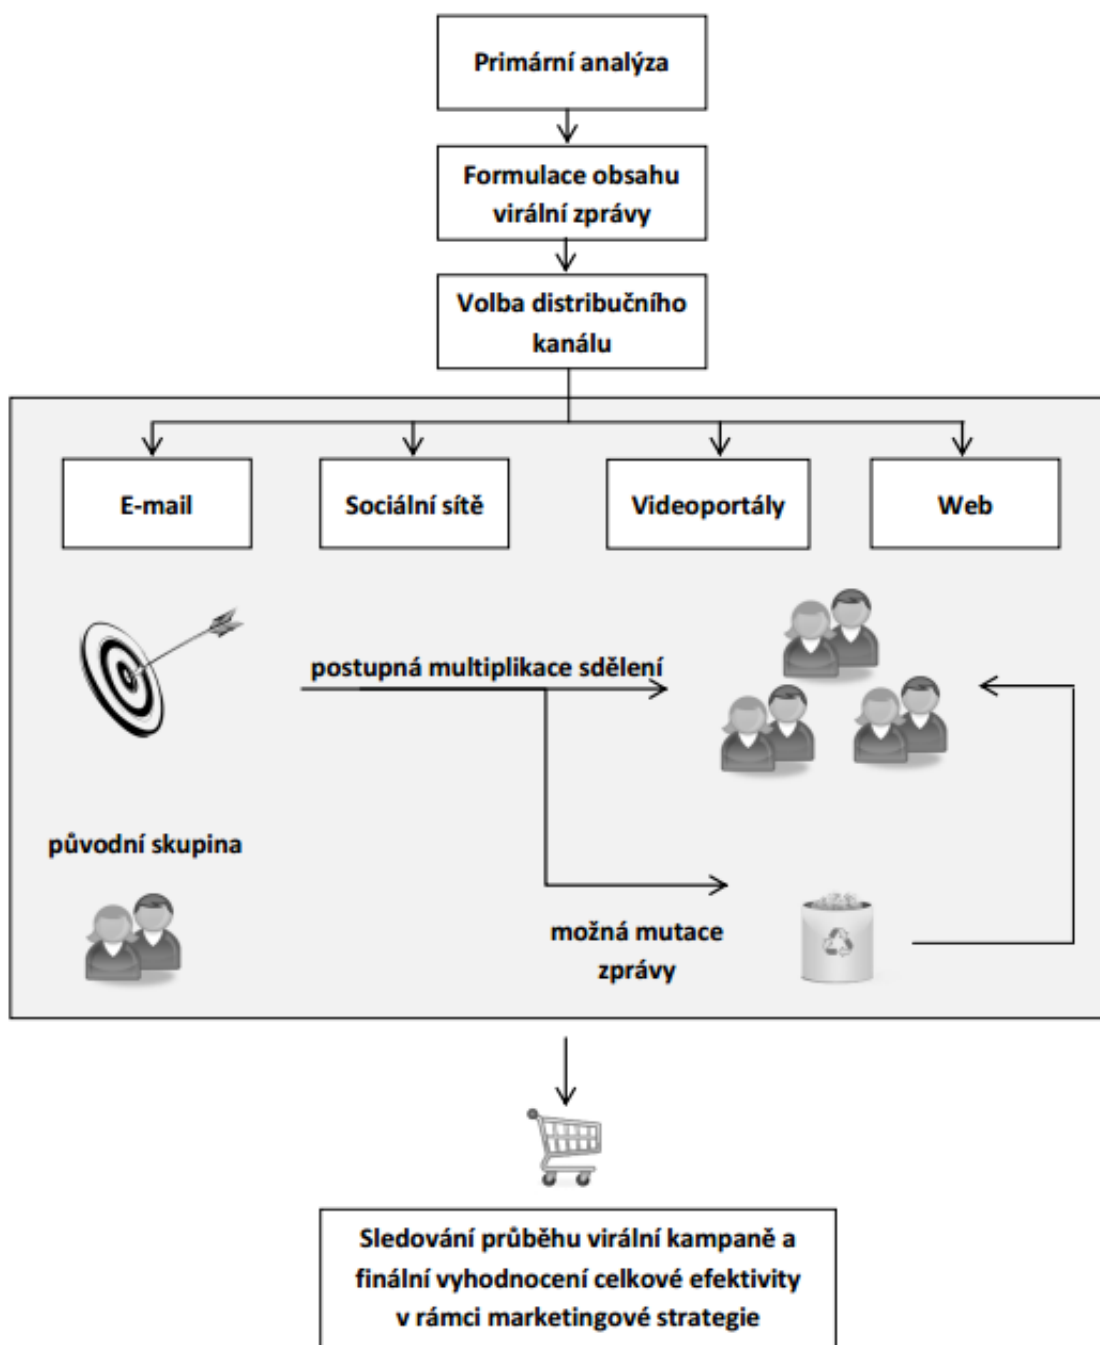 Primární analýza
Formulace obsahu
virální zprávy
Volba distribučního
kanálu
E-mail
Sociální sítě
Videoportály
Web
postupná multiplikace sdělení
původní skupina
možná mutace
zprávy
Sledování průběhu virální kampaně a
finální vyhodnocení celkové efektivity
v rámci marketingové strategie